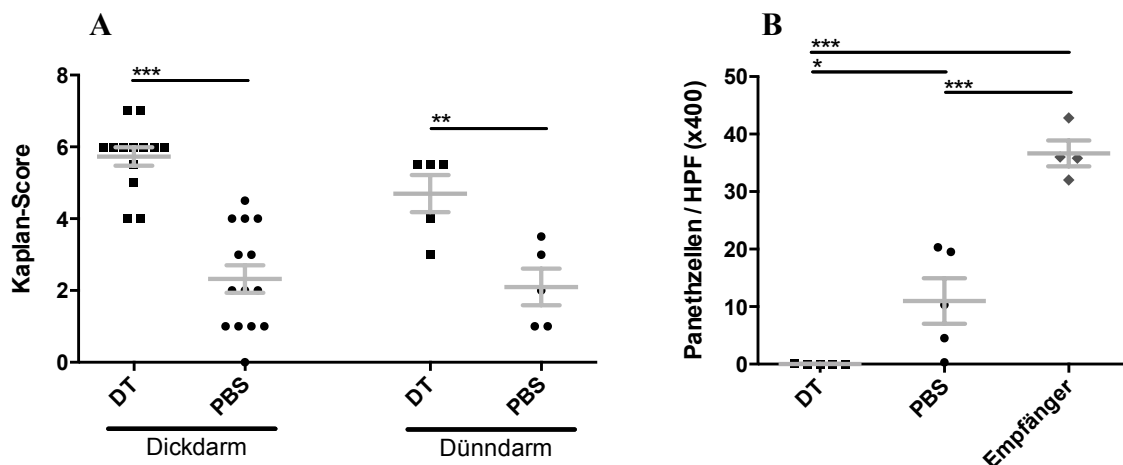 A
Kaplan-Score
8
6
4
2
0
***
**
DT
PBS
DT
PBS
Dickdarm
Dünndarm
B
Panethzellen / HPF (x400)
50
40
30
20
10
0
***
*
***
DT
PBS
Empfänger